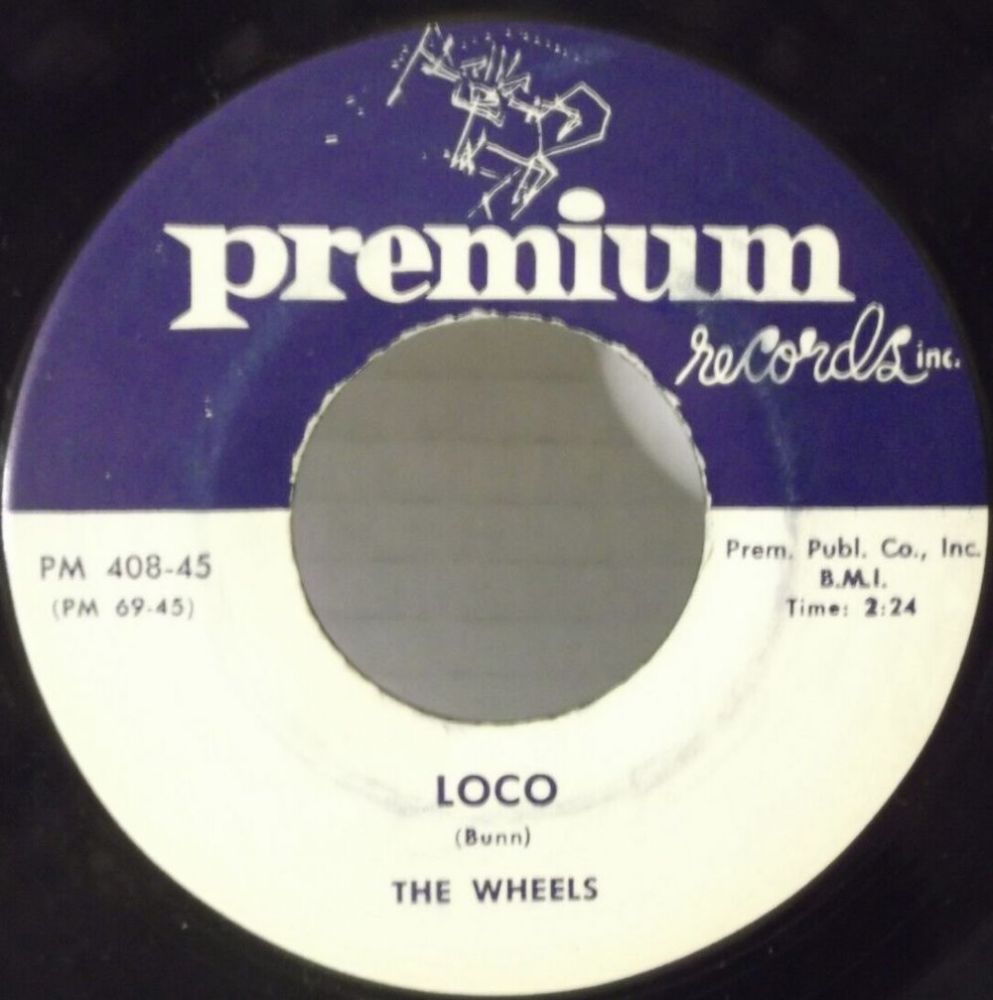 premium
records inc.
PM 408-45
(PM 69-45)
Prem. Publ. Co., Inc.
B.M.I.
Time: 2:24
LOCO
(Bunn)
THE WHEELS